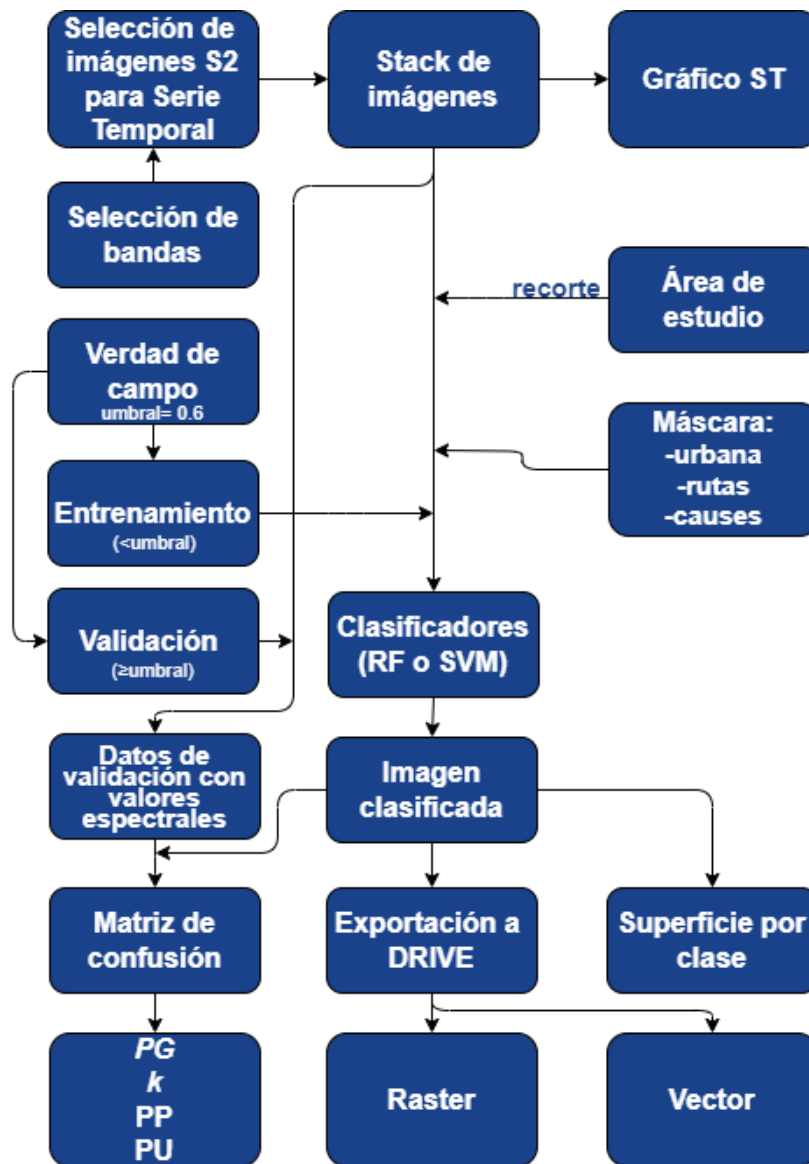 Selección de
imágenes S2
para Serie
Temporal
Stack de
imágenes
Gráfico ST
Selección de
bandas
recorte
Área de
estudio
Verdad de
campo
umbral= 0.6
Máscara:
-urbana
-rutas
-causes
Entrenamiento
(<umbral)
Validación
(≥umbral)
Clasificadores
(RF o SVM)
Datos de
validación con
valores
espectrales
Imagen
clasificada
Matriz de
confusión
Exportación a
DRIVE
Superficie por
clase
PG
k
PP
PU
Raster
Vector